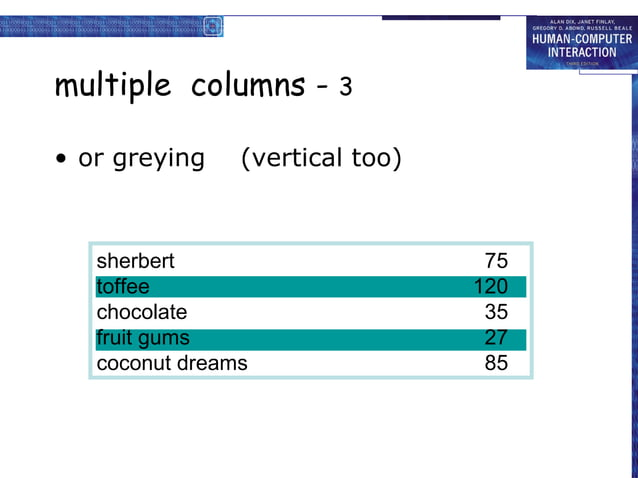 ALAN DIX, JANET FINLAY,
GREGORY D. ABOWD, RUSSELL BEALE
HUMAN-COMPUTER
INTERACTION
THIRD EDITION
multiple columns - 3
• or greying (vertical too)
sherbert 75
toffee 120
chocolate 35
fruit gums 27
coconut dreams 85